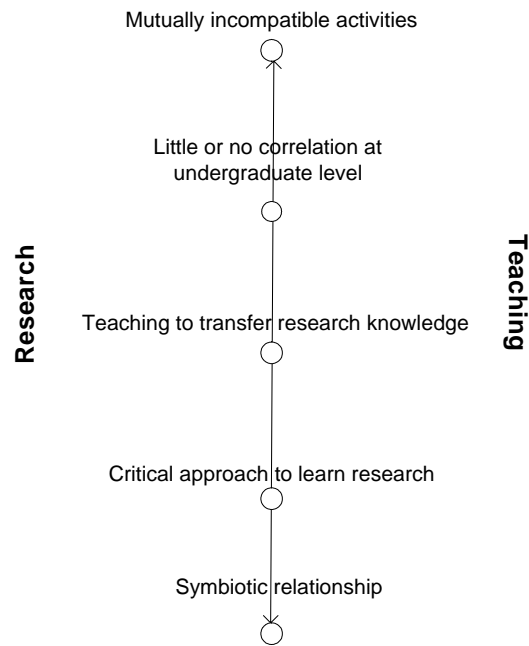 Mutually incompatible activities
Little or no correlation at
undergraduate level
Research
Teaching
Teaching to transfer research knowledge
Critical approach to learn research
Symbiotic relationship